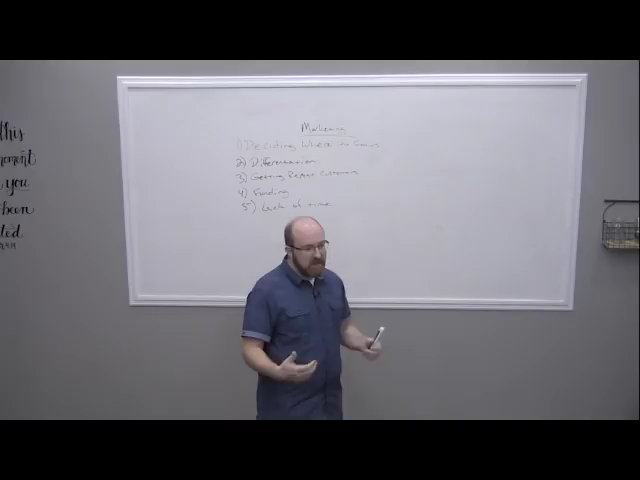 this
moment
you
been
ted
Marketing
1) Deciding Where to Focus
2) Differentiation
3) Getting Repeat Customers
4) Funding
5) Lack of time